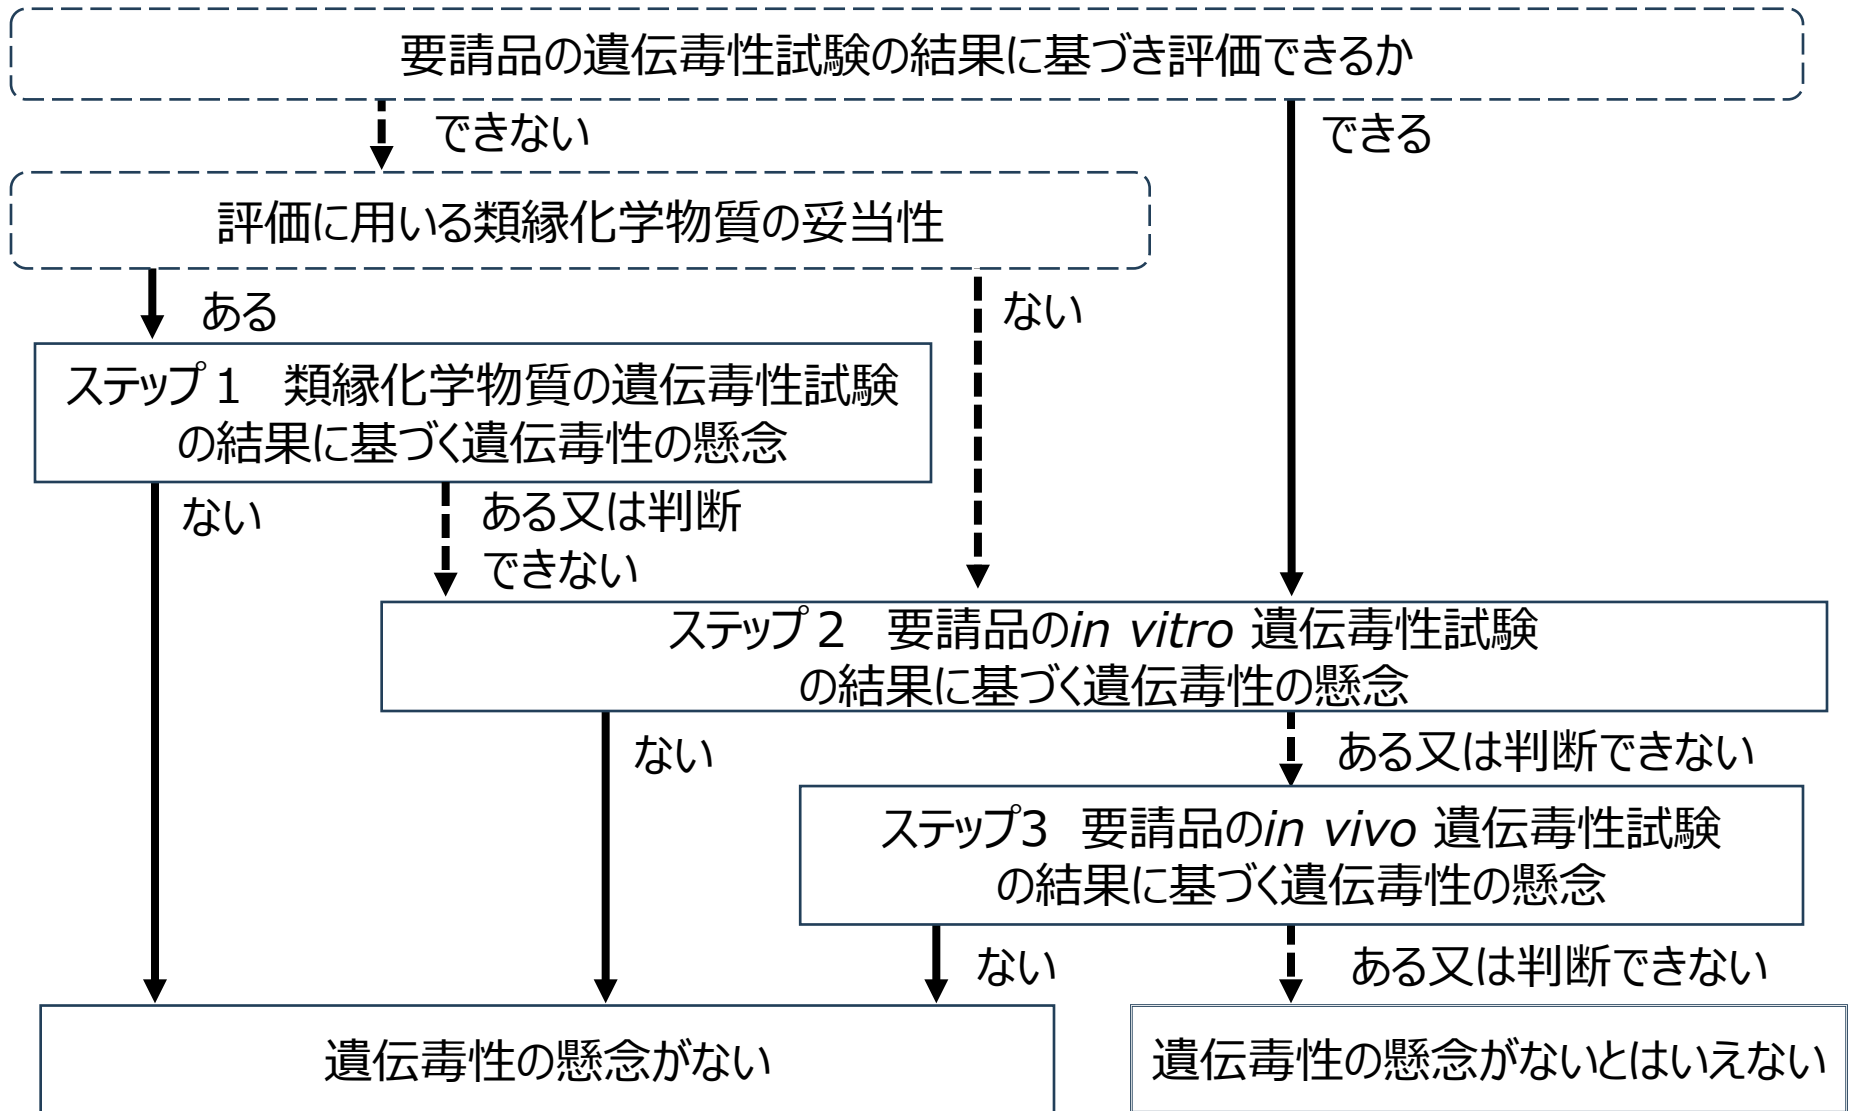 要請品の遺伝毒性試験の結果に基づき評価できるか
できない
できる
評価に用いる類縁化学物質の妥当性
ある
ない
ステップ1　類縁化学物質の遺伝毒性試験
の結果に基づく遺伝毒性の懸念
ない
ある又は判断
できない
ステップ2　要請品のin vitro 遺伝毒性試験
の結果に基づく遺伝毒性の懸念
ない
ある又は判断できない
ステップ3　要請品のin vivo 遺伝毒性試験
の結果に基づく遺伝毒性の懸念
ない
ある又は判断できない
遺伝毒性の懸念がない
遺伝毒性の懸念がないとはいえない